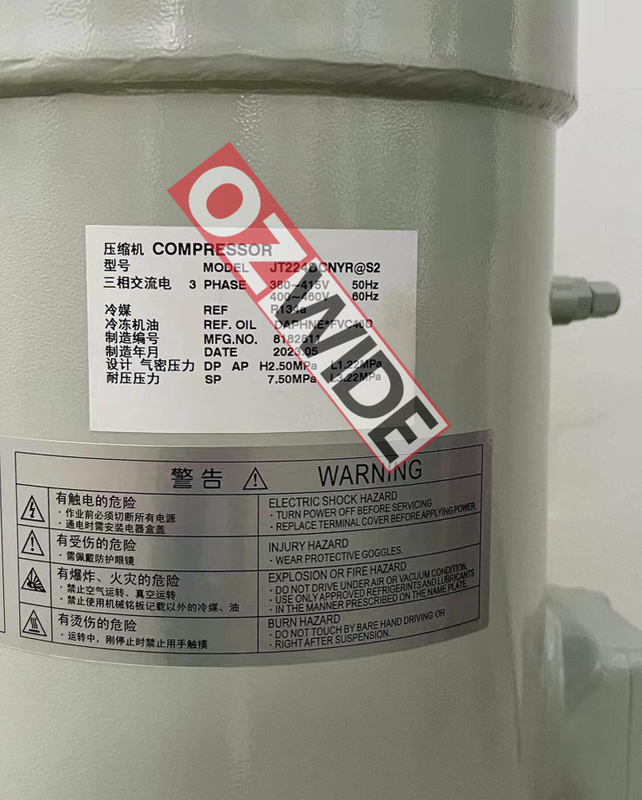 OZWIDE
压缩机 COMPRESSOR
型号 MODEL JT224DCNYR@S2
三相交流电 3 PHASE 380~415V 50Hz
400~460V 60Hz
冷媒 REF R134a
冷冻机油 REF. OIL DAPHNE*FVC46D
制造编号 MFG.NO. 8182611
制造年月 DATE 2023.05
设计 气密压力 DP AP H2.50MPa L1.22MPa
耐压压力 SP 7.50MPa L3.22MPa
警告 WARNING
有触电的危险
・作业前必须切断所有电源
・通电时需安装电器盒盖
ELECTRIC SHOCK HAZARD
・TURN POWER OFF BEFORE SERVICING
・REPLACE TERMINAL COVER BEFORE APPLYING POWER.
有受伤的危险
・需佩戴防护眼镜
INJURY HAZARD
・WEAR PROTECTIVE GOGGLES.
有爆炸、火灾的危险
・禁止空气运转、真空运转
・禁止使用机械铭板记载以外的冷媒、油
EXPLOSION OR FIRE HAZARD
・DO NOT DRIVE UNDER AIR OR VACUUM CONDITION.
・USE ONLY APPROVED REFRIGERANTS AND LUBRICANTS
・IN THE MANNER PRESCRIBED ON THE NAME PLATE.
有烫伤的危险
・运转中，刚停止时禁止用手触摸
BURN HAZARD
・DO NOT TOUCH BY BARE HAND DRIVING OR
・RIGHT AFTER SUSPENSION.